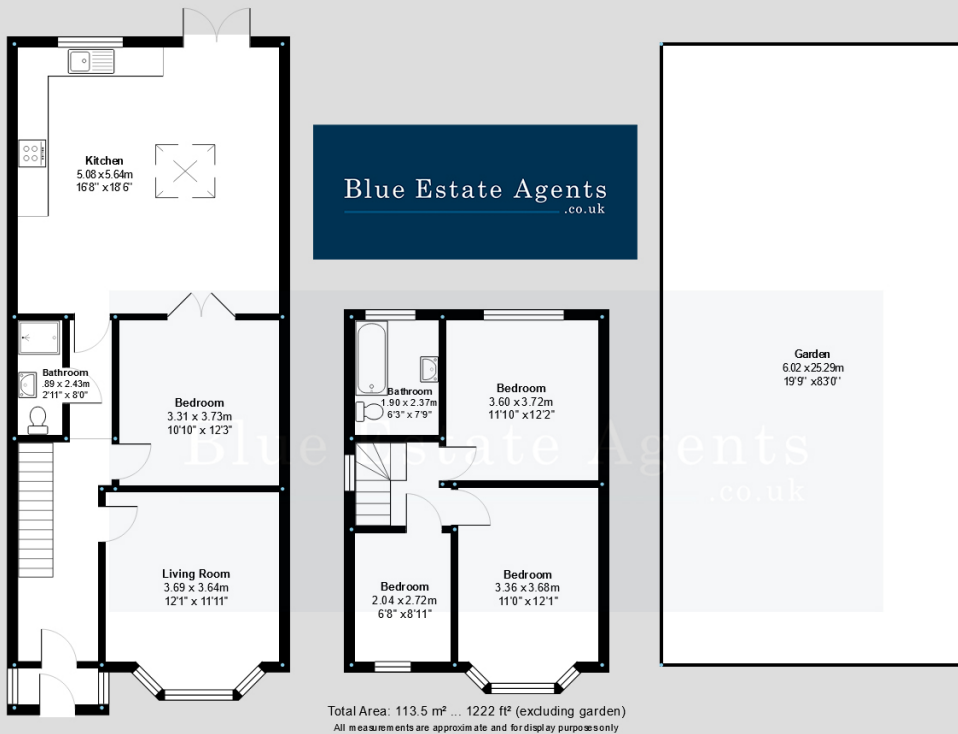 Kitchen
5.08 x 5.64m
16'8" x 18'6"
Blue Estate Agents
.co.uk
Bathroom
.89 x 2.43m
2'11" x 8'0"
Bedroom
3.31 x 3.73m
10'10" x 12'3"
Living Room
3.69 x 3.64m
12'1" x 11'11"
Bathroom
1.90 x 2.37m
6'3" x 7'9"
Bedroom
3.60 x 3.72m
11'10" x 12'2"
Bedroom
2.04 x 2.72m
6'8" x 8'11"
Bedroom
3.36 x 3.68m
11'0" x 12'1"
Garden
6.02 x 25.29m
19'9" x 83'0"
Blue Estate Agents
.co.uk
Total Area: 113.5 m² ... 1222 ft² (excluding garden)
All measurements are approximate and for display purposes only